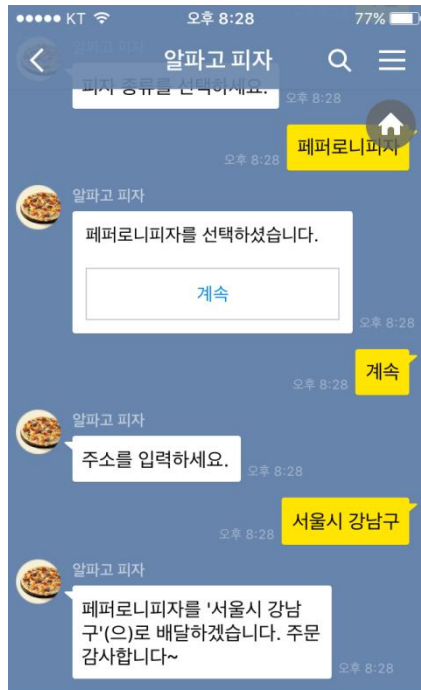 KT 오후 8:28 77%
알파고 피자
알파고 피자
피자 종류를 선택하세요.
오후 8:28
페퍼로니피자
오후 8:28
알파고 피자
페퍼로니피자를 선택하셨습니다.
계속
오후 8:28
계속
오후 8:28
알파고 피자
주소를 입력하세요.
오후 8:28
서울시 강남구
오후 8:28
알파고 피자
페퍼로니피자를 '서울시 강남
구'(으)로 배달하겠습니다. 주문
감사합니다~
오후 8:28